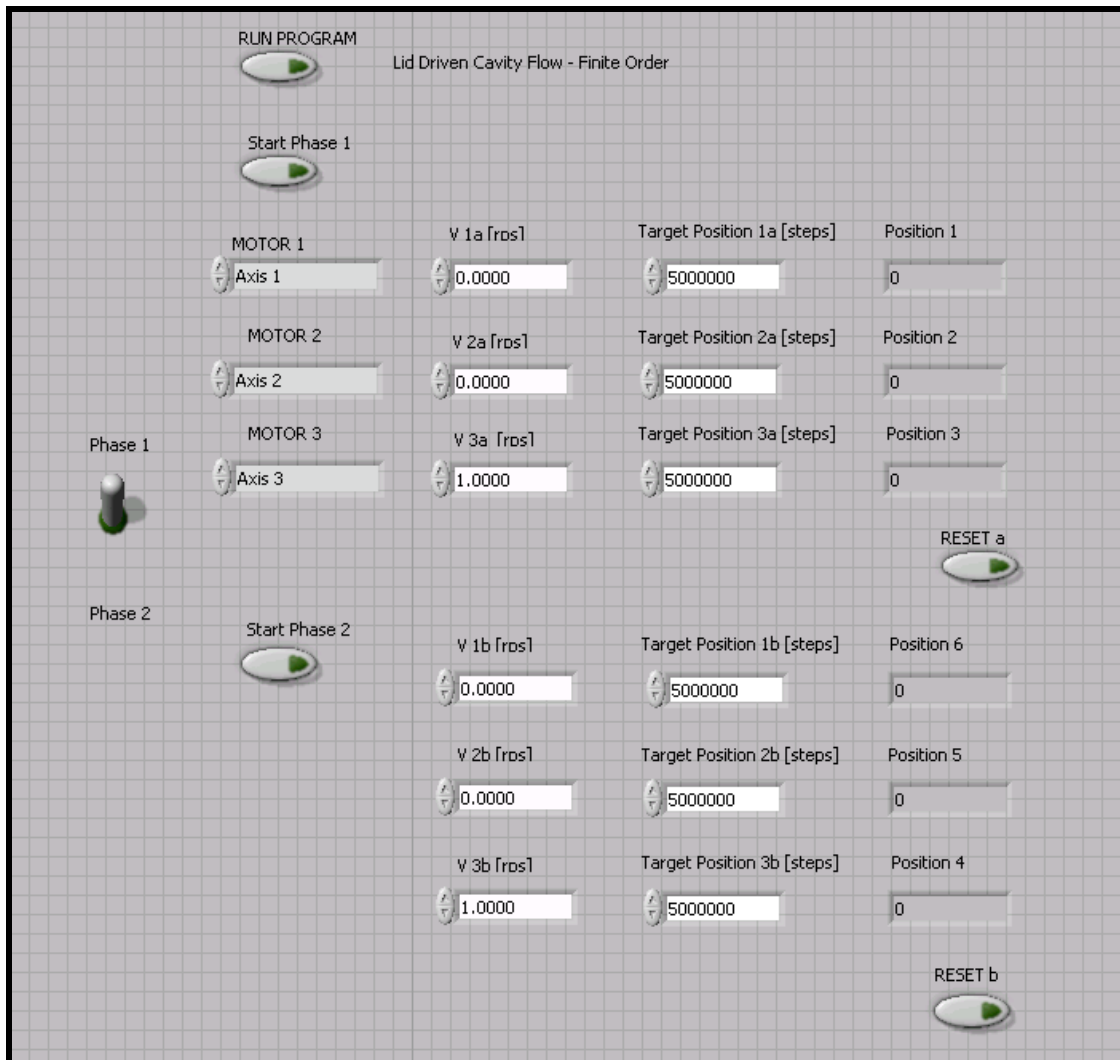 RUN PROGRAM
Lid Driven Cavity Flow - Finite Order
Start Phase 1
MOTOR 1
V 1a [rps]
Target Position 1a [steps]
Position 1
Axis 1
0.0000
5000000
0
MOTOR 2
V 2a [rps]
Target Position 2a [steps]
Position 2
Axis 2
0.0000
5000000
0
Phase 1
MOTOR 3
V 3a [rps]
Target Position 3a [steps]
Position 3
Axis 3
1.0000
5000000
0
RESET a
Phase 2
Start Phase 2
V 1b [rps]
Target Position 1b [steps]
Position 6
0.0000
5000000
0
V 2b [rps]
Target Position 2b [steps]
Position 5
0.0000
5000000
0
V 3b [rps]
Target Position 3b [steps]
Position 4
1.0000
5000000
0
RESET b